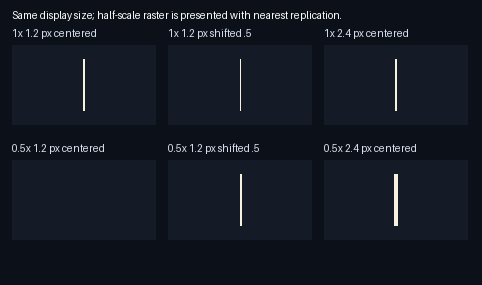 Same display size; half-scale raster is presented with nearest replication.
1x 1.2 px centered
1x 1.2 px shifted .5
1x 2.4 px centered
0.5x 1.2 px centered
0.5x 1.2 px shifted .5
0.5x 2.4 px centered